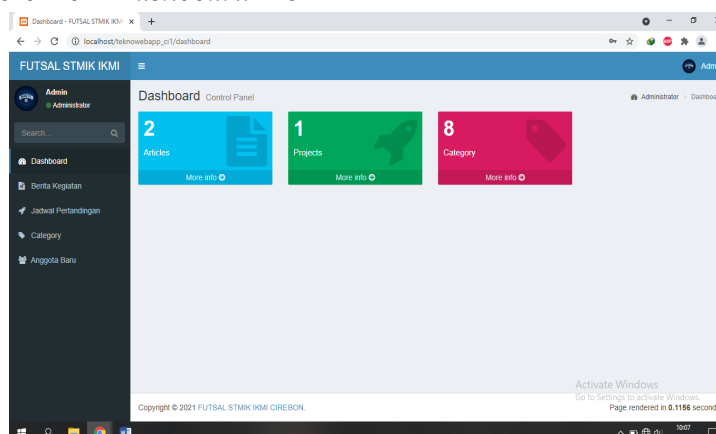 Dashboard - FUTSAL STMIK IKMI
localhost/teknowebapp_ci1/dashboard
FUTSAL STMIK IKMI
Admin
Administrator
Search...
Dashboard
Berita Kegiatan
Jadwal Pertandingan
Category
Anggota Baru
Dashboard Control Panel
Administrator > Dashboa
2
Articles
More info
1
Projects
More info
8
Category
More info
Activate Windows
Go to Settings to activate Windows.
Copyright © 2021 FUTSAL STMIK IKMI CIREBON.
Page rendered in 0.1156 second
10:07